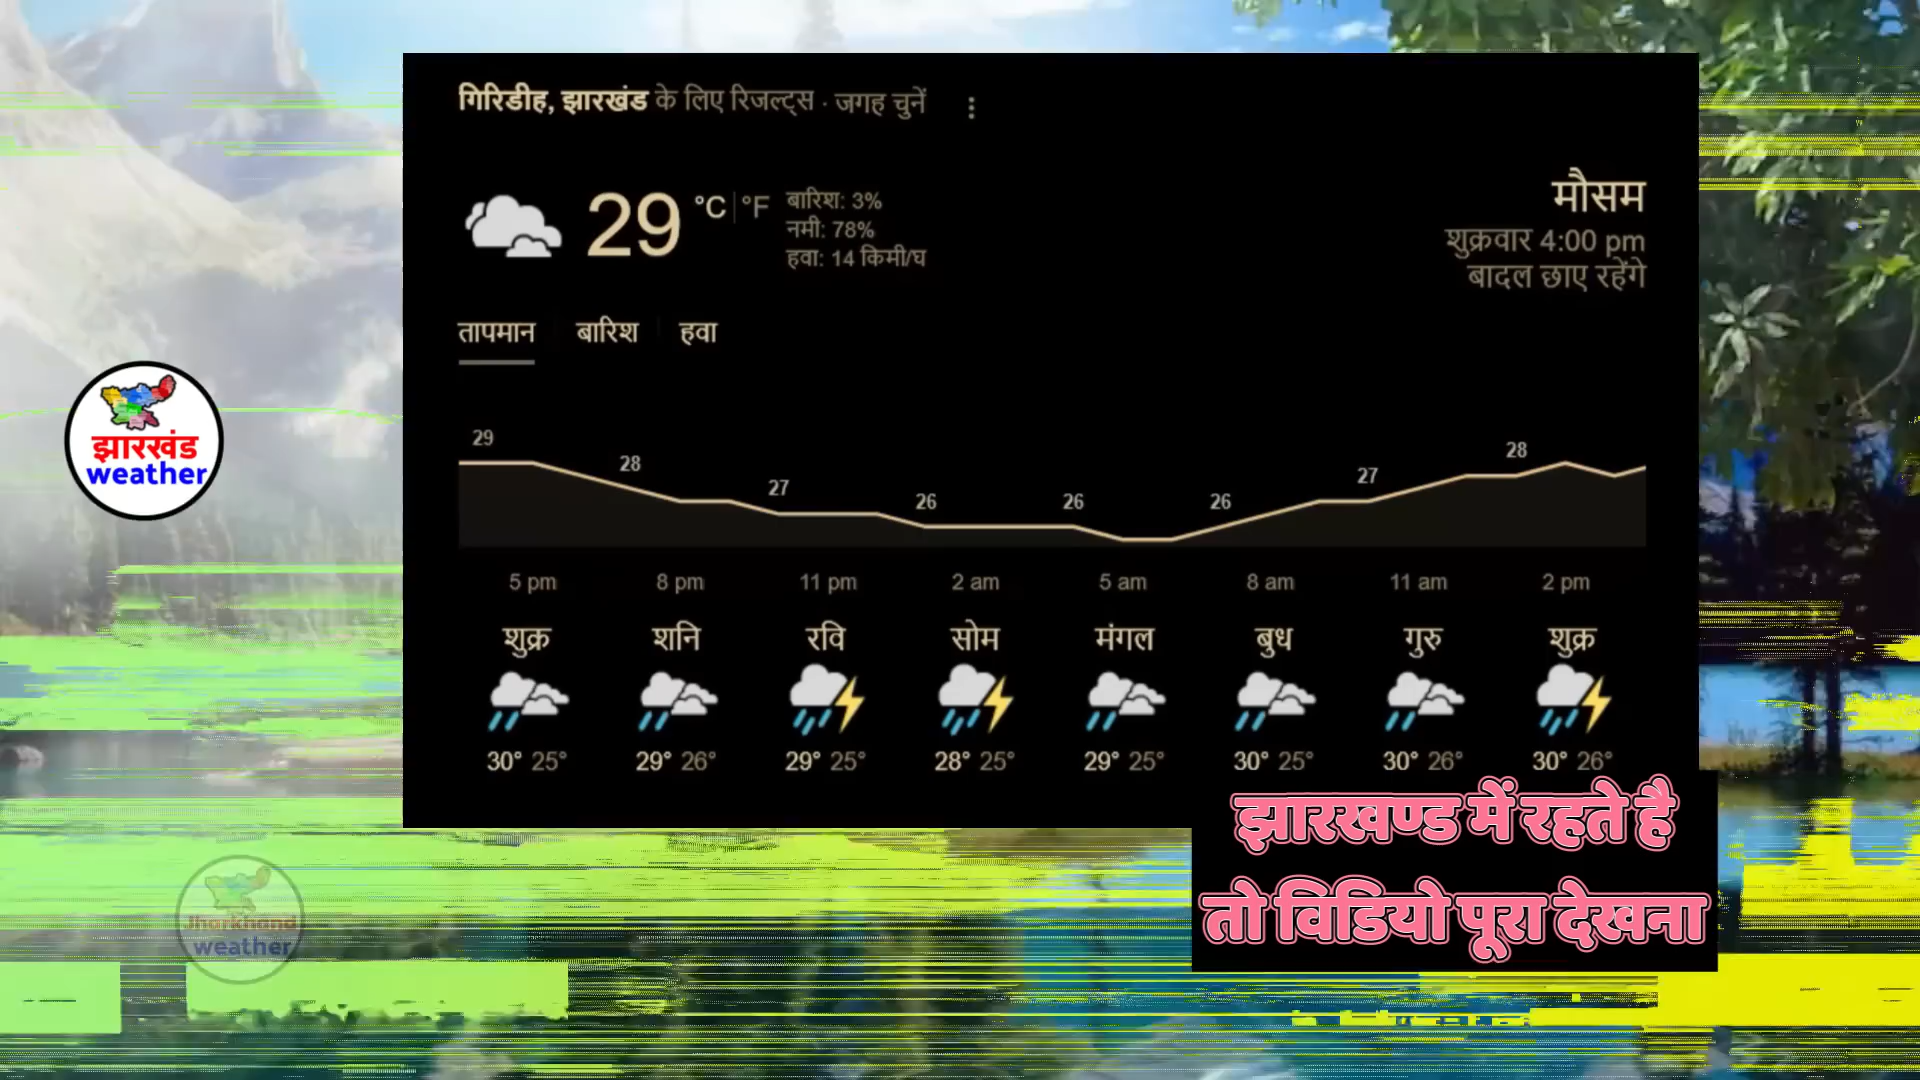 गिरिडीह, झारखंड के लिए रिजल्ट्स · जगह चुनें
29 °C | °F
बारिश: 3%
नमी: 78%
हवा: 14 किमी/घ
मौसम
शुक्रवार 4:00 pm
बादल छाए रहेंगे
तापमान बारिश हवा
29 28 27 26 26 26 27 28
5 pm 8 pm 11 pm 2 am 5 am 8 am 11 am 2 pm
शुक्र शनि रवि सोम मंगल बुध गुरु शुक्र
30° 25° 29° 26° 29° 25° 28° 25° 29° 25° 30° 25° 30° 26° 30° 26°
झारखंड
weather
झारखण्ड में रहते है
तो विडियो पूरा देखना
Jharkhand
weather